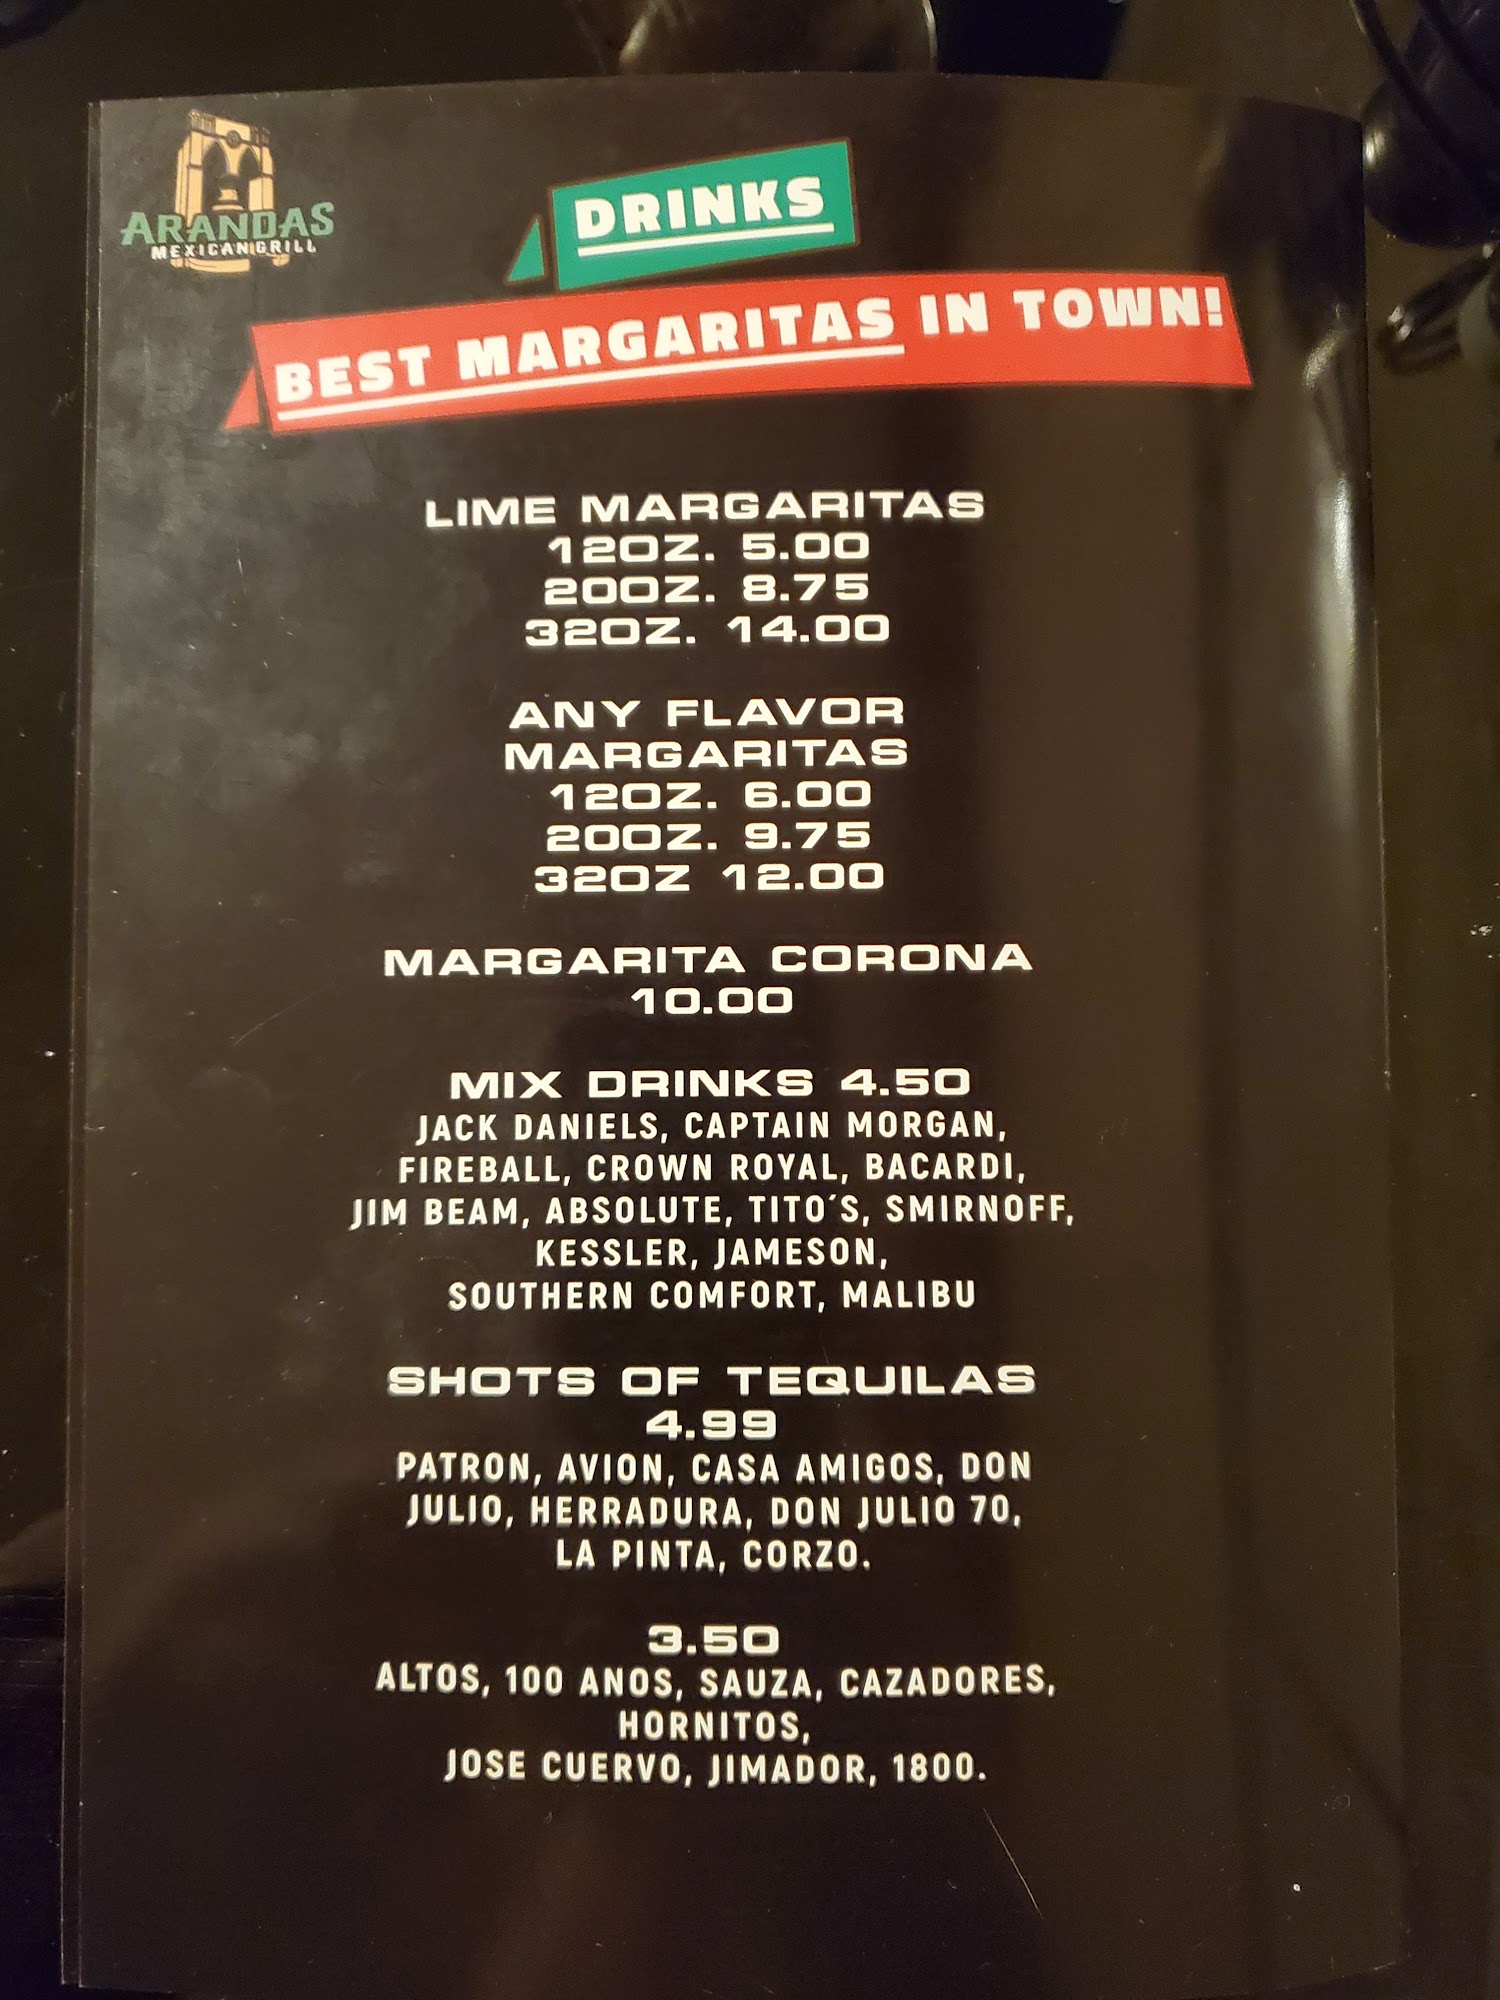 ARANDAS
MEXICAN GRILL
DRINKS
BEST MARGARITAS IN TOWN!
LIME MARGARITAS
12OZ. 5.00
20OZ. 8.75
32OZ. 14.00
ANY FLAVOR
MARGARITAS
12OZ. 6.00
20OZ. 9.75
32OZ 12.00
MARGARITA CORONA
10.00
MIX DRINKS 4.50
JACK DANIELS, CAPTAIN MORGAN,
FIREBALL, CROWN ROYAL, BACARDI,
JIM BEAM, ABSOLUTE, TITO´S, SMIRNOFF,
KESSLER, JAMESON,
SOUTHERN COMFORT, MALIBU
SHOTS OF TEQUILAS
4.99
PATRON, AVION, CASA AMIGOS, DON
JULIO, HERRADURA, DON JULIO 70,
LA PINTA, CORZO.
3.50
ALTOS, 100 ANOS, SAUZA, CAZADORES,
HORNITOS,
JOSE CUERVO, JIMADOR, 1800.